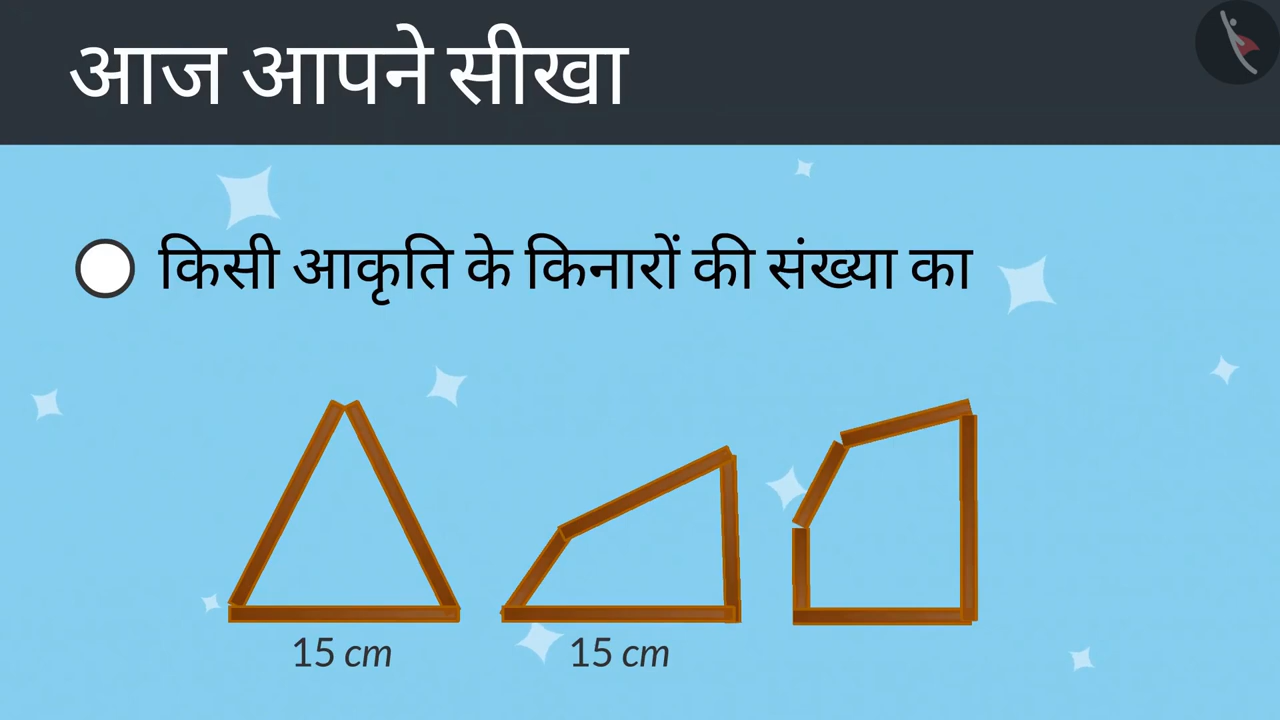 आज आपने सीखा
किसी आकृति के किनारों की संख्या का
15 cm
15 cm